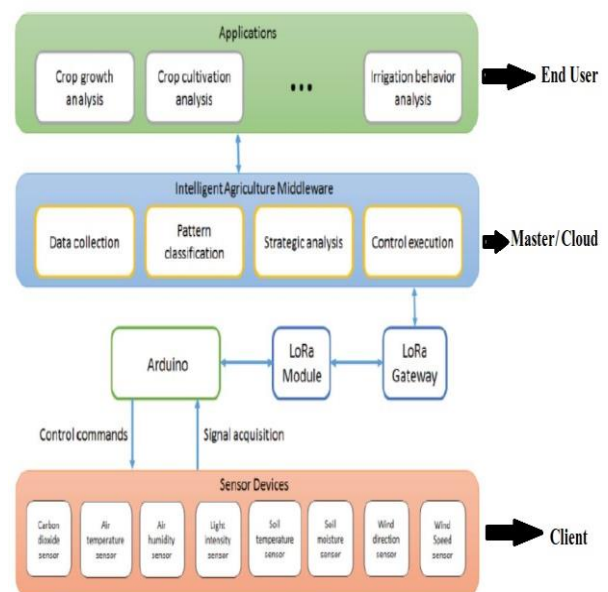 Applications
Crop growth
analysis
Crop cultivation
analysis
...
Irrigation behavior
analysis
End User
Intelligent Agriculture Middleware
Data collection
Pattern
classification
Strategic analysis
Control execution
Master/Cloud
Arduino
LoRa
Module
LoRa
Gateway
Control commands
Signal acquisition
Sensor Devices
Carbon
dioxide
sensor
Air
temperature
sensor
Air
humidity
sensor
Light
intensity
sensor
Soil
temperature
sensor
Soil
moisture
sensor
Wind
direction
sensor
Wind
Speed
sensor
Client